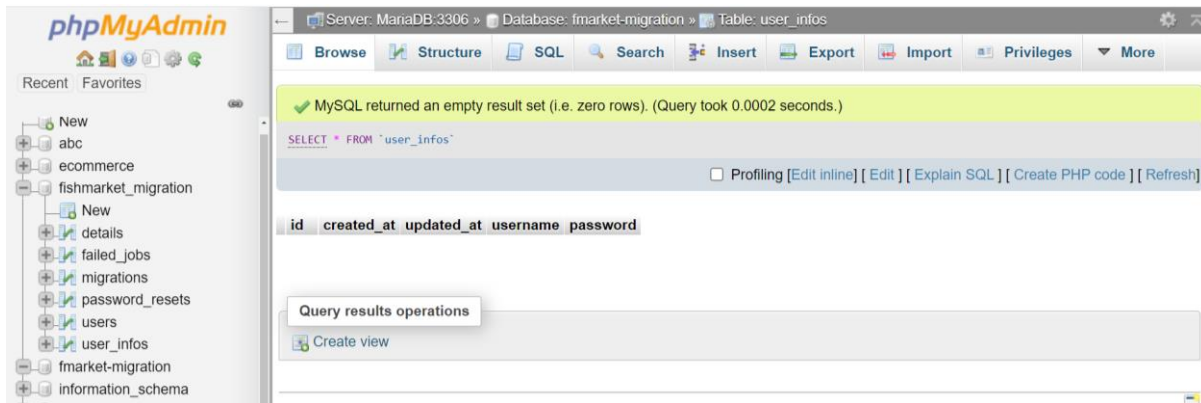 phpMyAdmin
Recent Favorites
New
abc
ecommerce
fishmarket_migration
New
details
failed_jobs
migrations
password_resets
users
user_infos
fmarket-migration
information_schema
Server: MariaDB:3306 » Database: fmarket-migration » Table: user_infos
Browse Structure SQL Search Insert Export Import Privileges More
MySQL returned an empty result set (i.e. zero rows). (Query took 0.0002 seconds.)
SELECT * FROM `user_infos`
Profiling [Edit inline] [ Edit ] [ Explain SQL ] [ Create PHP code ] [ Refresh]
id created_at updated_at username password
Query results operations
Create view